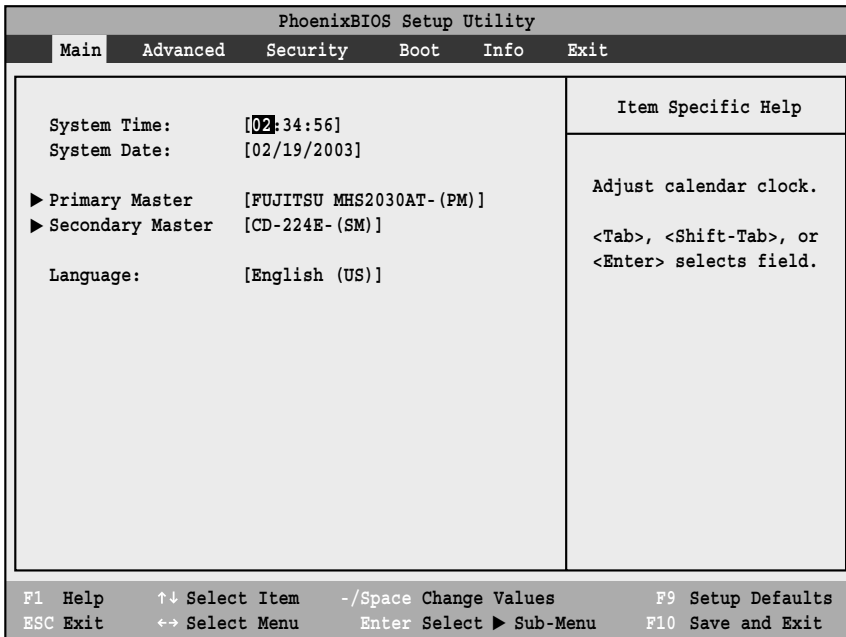 PhoenixBIOS Setup Utility
Main Advanced Security Boot Info Exit
System Time: [02:34:56]
System Date: [02/19/2003]
▶ Primary Master [FUJITSU MHS2030AT-(PM)]
▶ Secondary Master [CD-224E-(SM)]
Language: [English (US)]
Item Specific Help
Adjust calendar clock.
<Tab>, <Shift-Tab>, or
<Enter> selects field.
F1 Help ↑↓ Select Item -/Space Change Values F9 Setup Defaults
ESC Exit ←→ Select Menu Enter Select ▶ Sub-Menu F10 Save and Exit